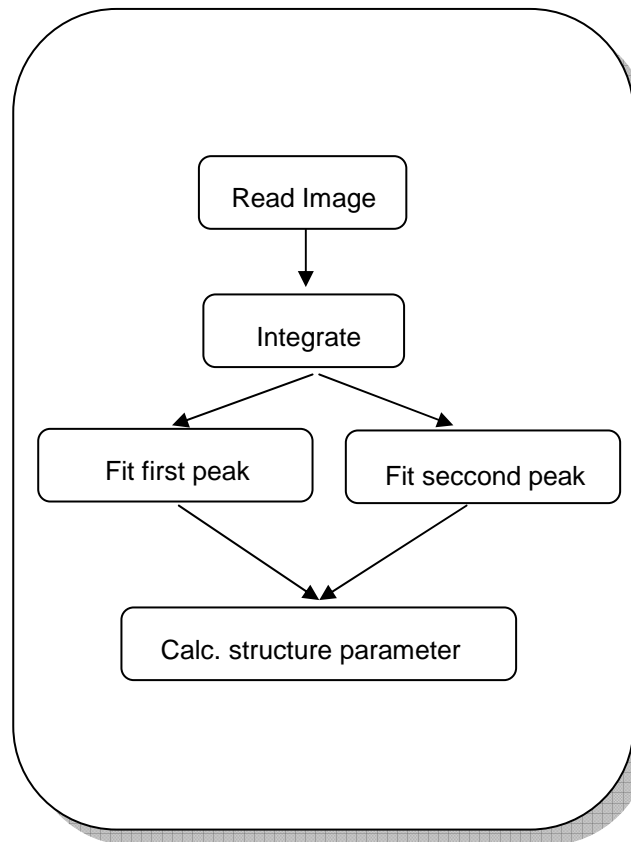 Read Image
Integrate
Fit first peak
Fit seccond peak
Calc. structure parameter